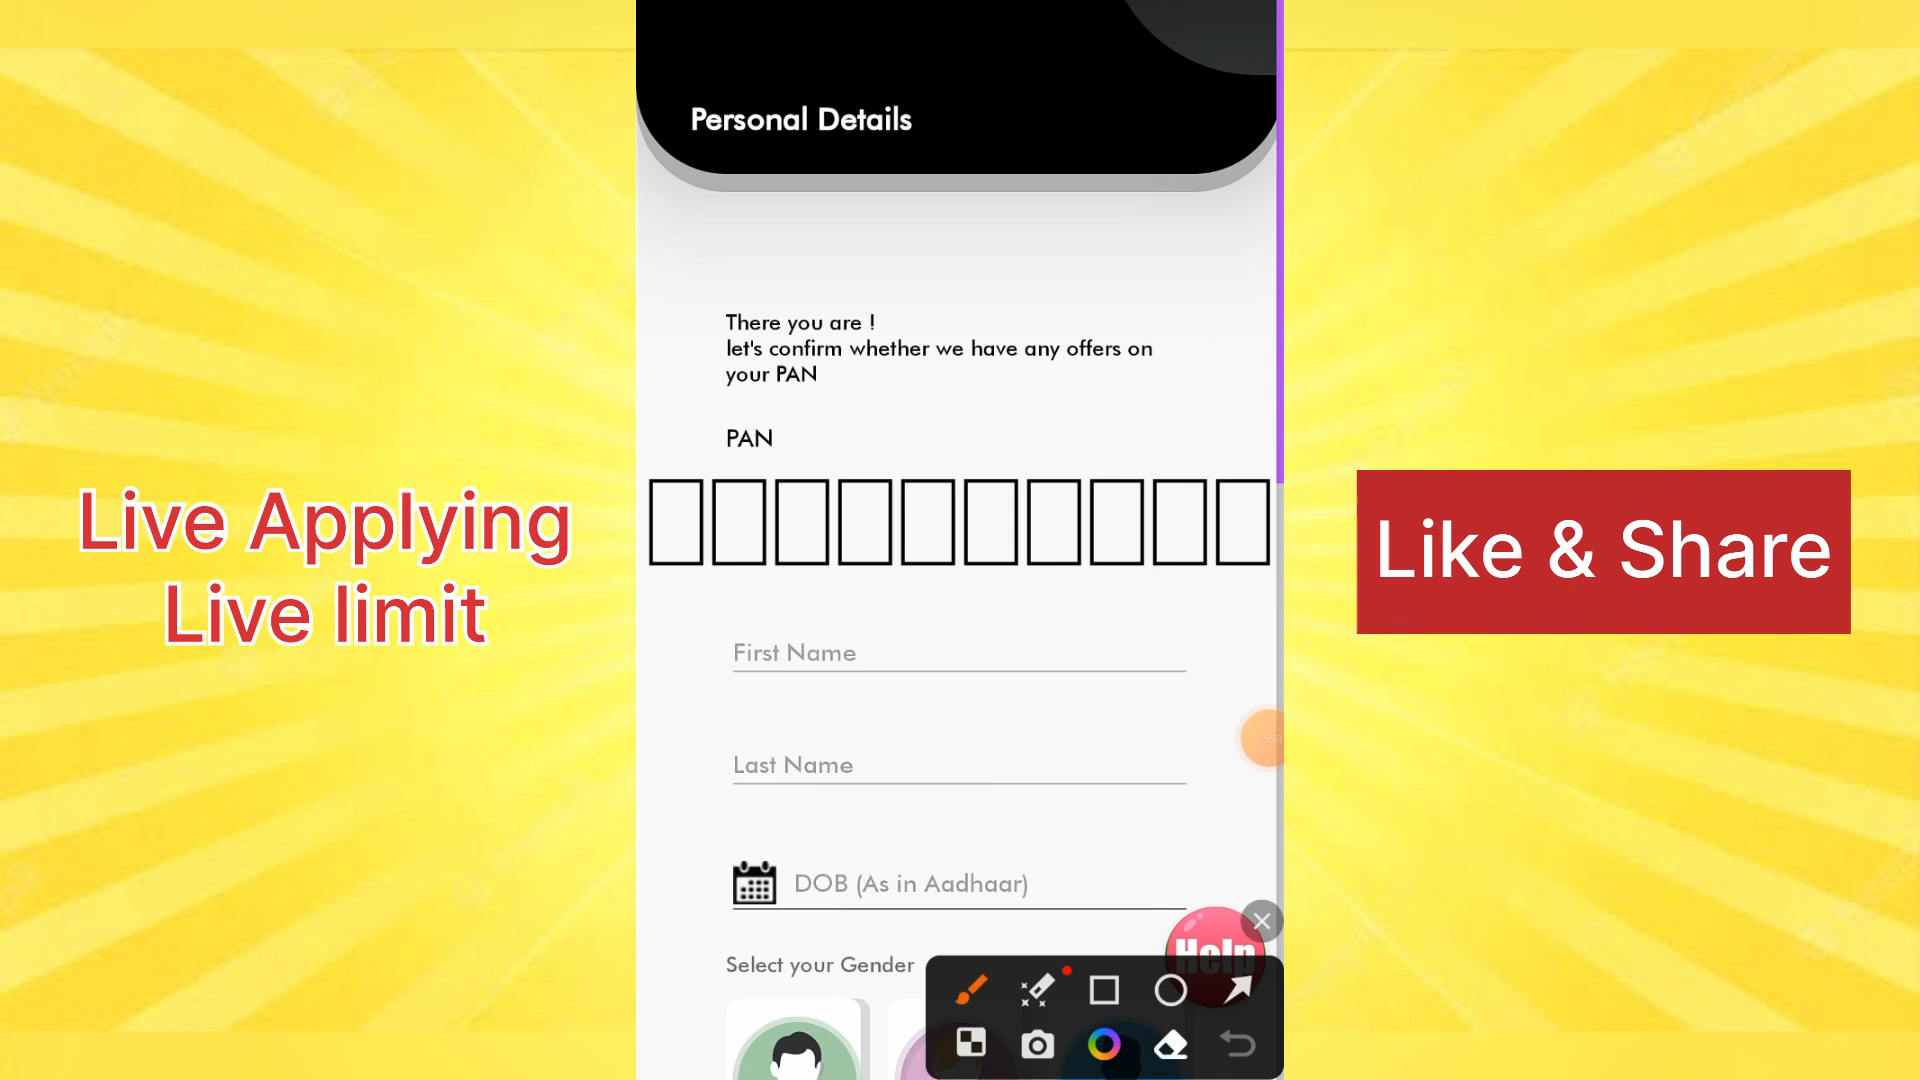 Personal Details
There you are !
let's confirm whether we have any offers on
your PAN
PAN
Live Applying
Live limit
Like & Share
First Name
Last Name
DOB (As in Aadhaar)
Select your Gender
Help